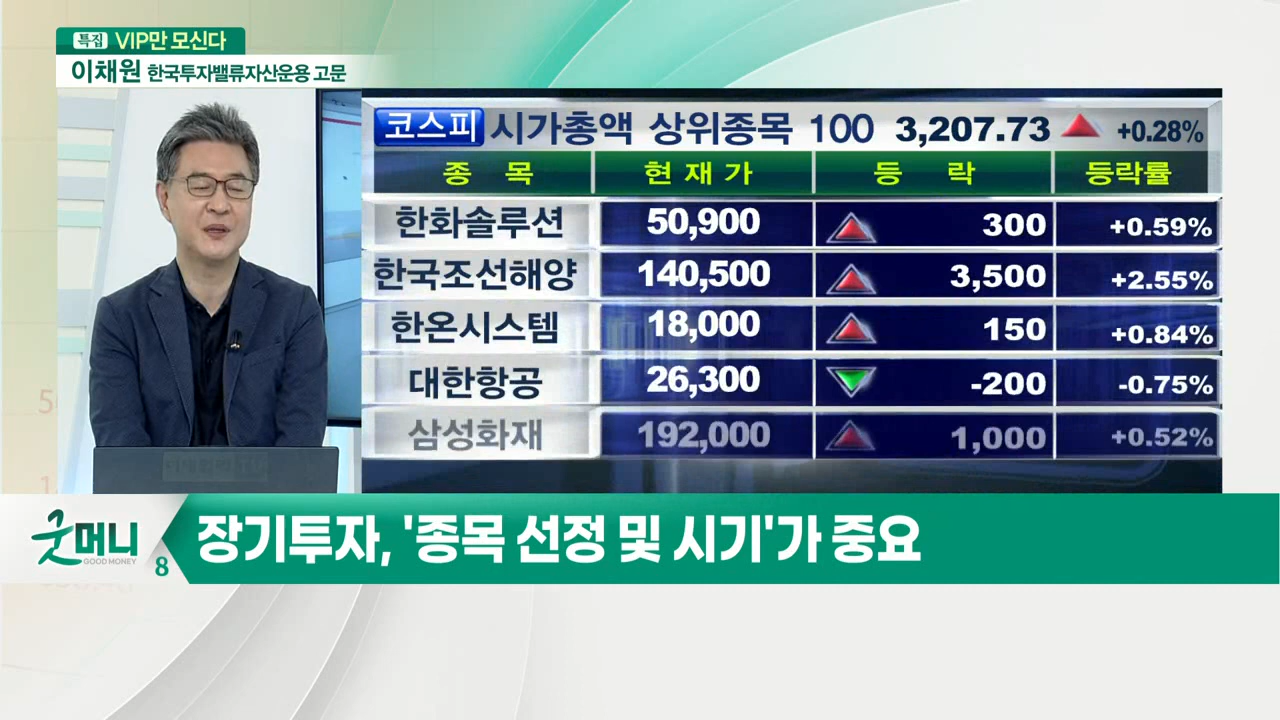 특집 VIP만 모신다
이채원 한국투자밸류자산운용 고문
코스피 시가총액 상위종목 100 3,207.73 +0.28%
종 목 현 재 가 등 락 등락률
한화솔루션 50,900 300 +0.59%
한국조선해양 140,500 3,500 +2.55%
한온시스템 18,000 150 +0.84%
대한항공 26,300 -200 -0.75%
삼성화재 192,000 1,000 +0.52%
굿머니
GOOD MONEY
8
장기투자, '종목 선정 및 시기'가 중요